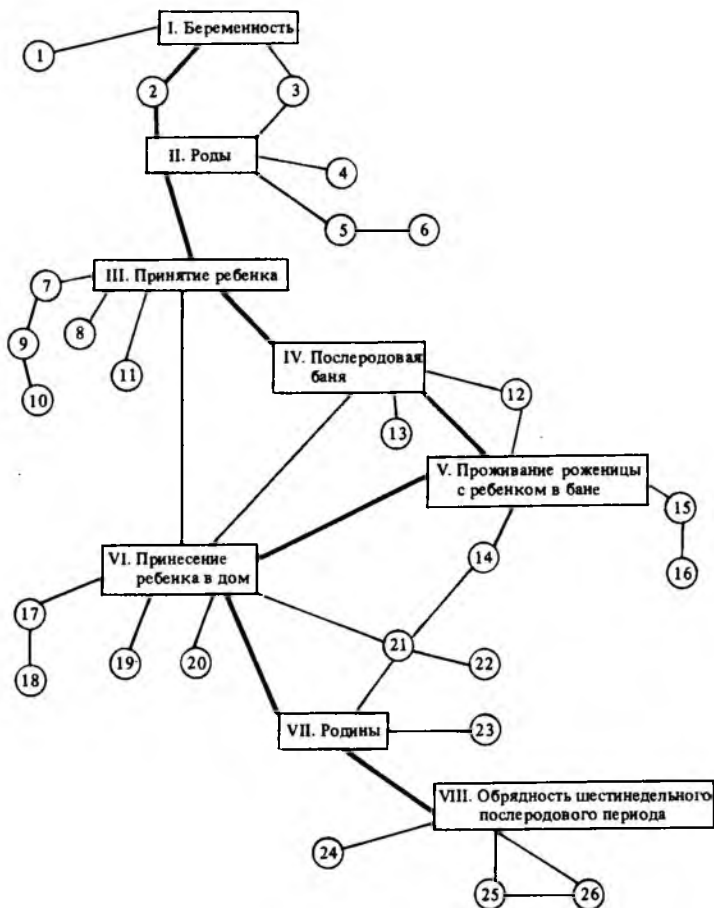 I. Беременность
1
2
3
II. Роды
4
5
6
III. Принятие ребенка
7
8
9
10
11
IV. Послеродовая
баня
12
13
V. Проживание роженицы
с ребенком в бане
15
14
16
VI. Принесение
ребенка в дом
17
18
19
20
21
22
VII. Родины
23
VIII. Обрядность шестинедельного
послеродового периода
24
25
26